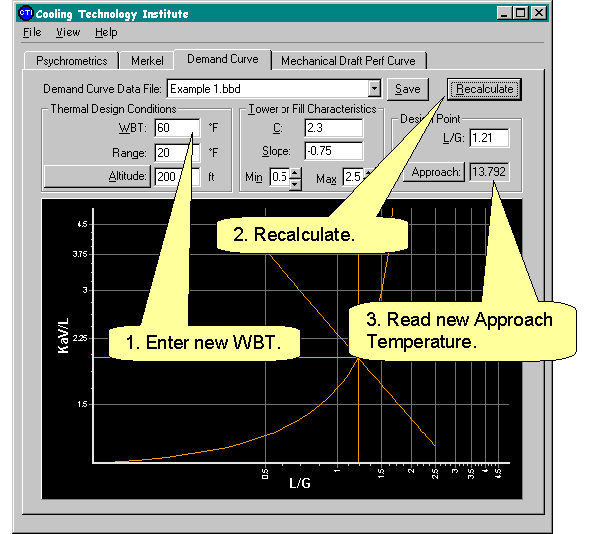 CTI Cooling Technology Institute
File View Help
Psychrometrics Merkel Demand Curve Mechanical Draft Perf Curve
Demand Curve Data File: Example 1.bbd Save Recalculate
Thermal Design Conditions
WBT: 60 °F
Range: 20 °F
Altitude: 200 ft
Tower or Fill Characteristics
C: 2.3
Slope: -0.75
Min 0.5 Max 2.5
Design Point
L/G: 1.21
Approach: 13.792
2. Recalculate.
1. Enter new WBT.
3. Read new Approach
Temperature.
KaV/L
4.5
3.75
3
2.25
1.5
0.5 1 1.5 2 2.5 3 3.5 4 4.5
L/G